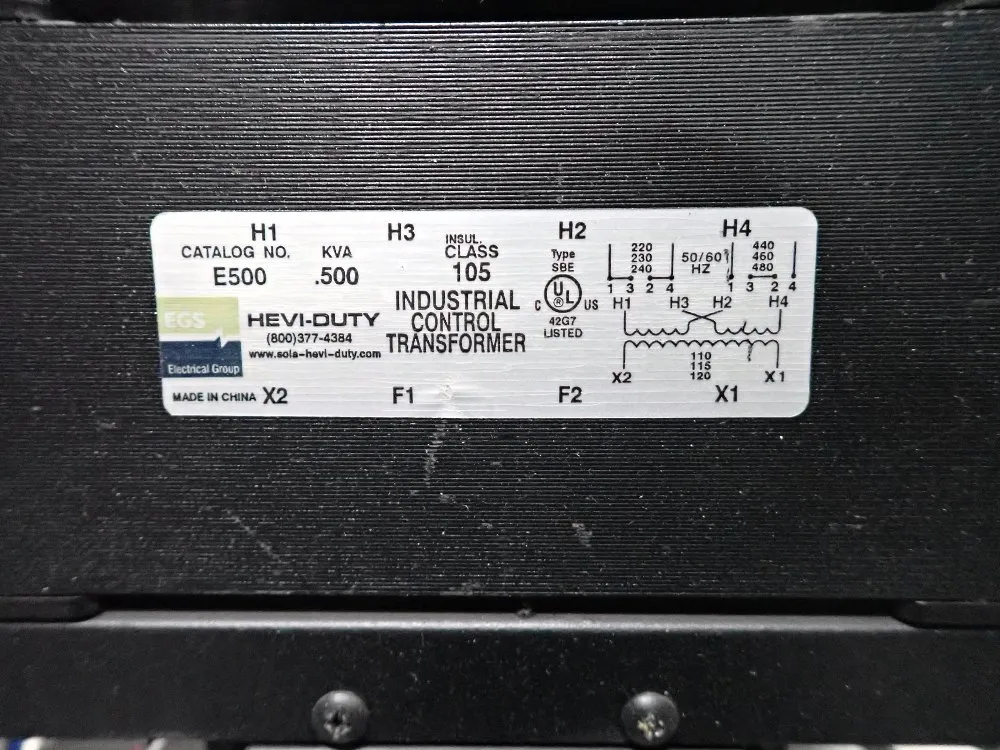 H1 H3 H2 H4
CATALOG NO. KVA INSUL. CLASS
E500 .500 105
EGS
Electrical Group
HEVI-DUTY
(800)377-4384
www.sola-hevi-duty.com
INDUSTRIAL
CONTROL
TRANSFORMER
Type
SBE
C UL ® US
42G7
LISTED
220
230
240
50/60
HZ
440
460
480
1 3 2 4 1 3 2 4
H1 H3 H2 H4
110
115
120
X2 X1
MADE IN CHINA X2 F1 F2 X1